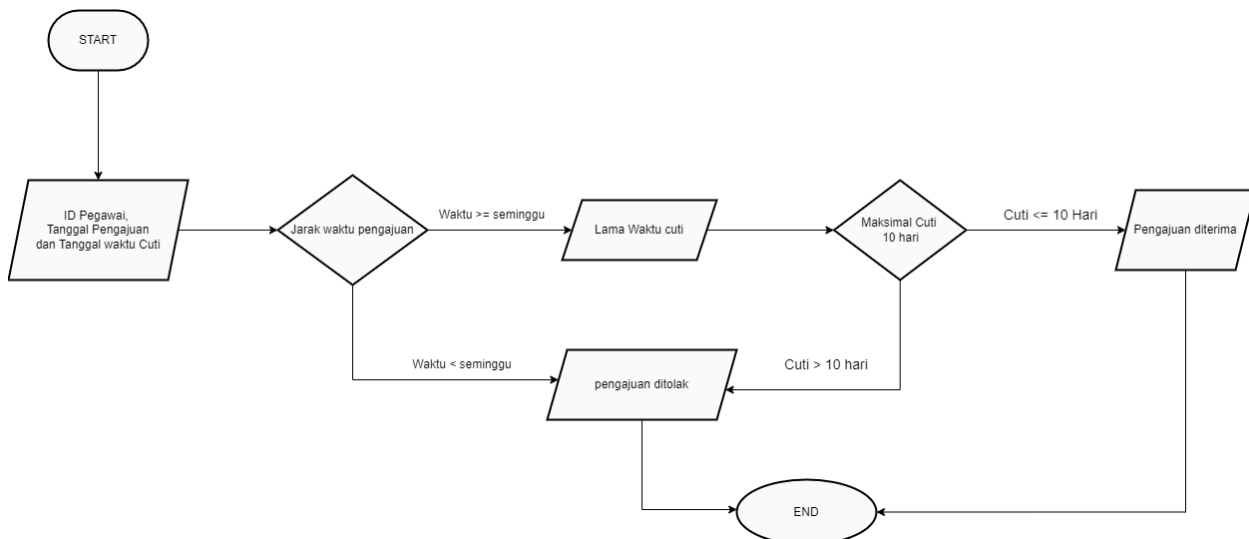 START
ID Pegawai,
Tanggal Pengajuan
dan Tanggal waktu Cuti
Jarak waktu pengajuan
Waktu >= seminggu
Lama Waktu cuti
Maksimal Cuti
10 hari
Cuti <= 10 Hari
Pengajuan diterima
Waktu < seminggu
pengajuan ditolak
Cuti > 10 hari
END